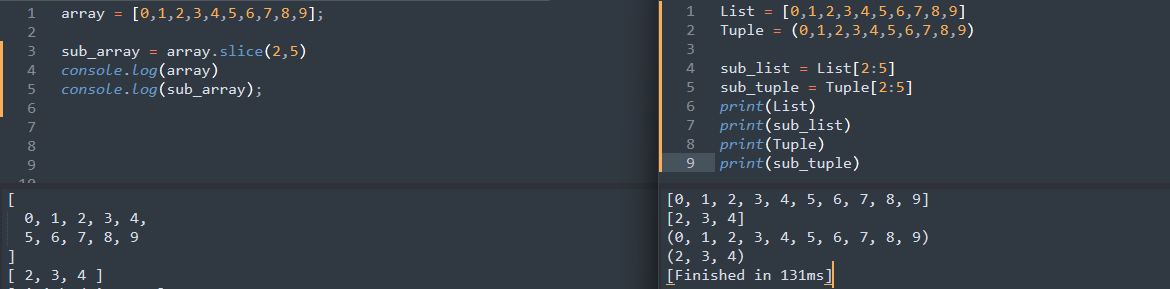 1 array = [0,1,2,3,4,5,6,7,8,9];
2
3 sub_array = array.slice(2,5)
4 console.log(array)
5 console.log(sub_array);
6
7
8
9
10
[
  0, 1, 2, 3, 4,
  5, 6, 7, 8, 9
]
[ 2, 3, 4 ]
1 List = [0,1,2,3,4,5,6,7,8,9]
2 Tuple = (0,1,2,3,4,5,6,7,8,9)
3
4 sub_list = List[2:5]
5 sub_tuple = Tuple[2:5]
6 print(List)
7 print(sub_list)
8 print(Tuple)
9 print(sub_tuple)
[0, 1, 2, 3, 4, 5, 6, 7, 8, 9]
[2, 3, 4]
(0, 1, 2, 3, 4, 5, 6, 7, 8, 9)
(2, 3, 4)
[Finished in 131ms]